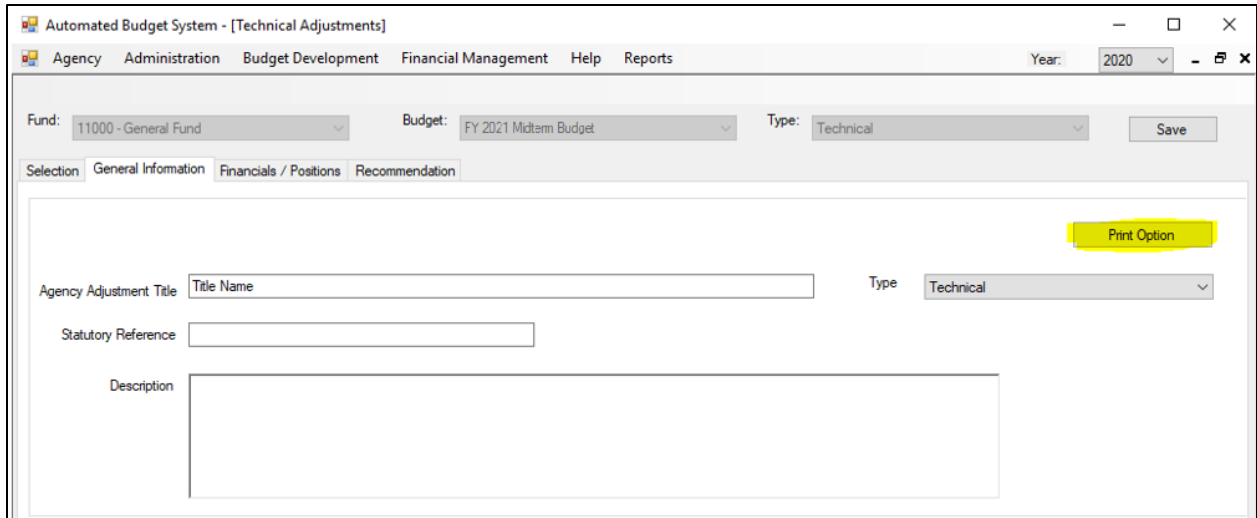 Automated Budget System - [Technical Adjustments]
Agency Administration Budget Development Financial Management Help Reports Year: 2020
Fund: 11000 - General Fund Budget: FY 2021 Midterm Budget Type: Technical Save
Selection General Information Financials / Positions Recommendation
Print Option
Agency Adjustment Title Title Name Type Technical
Statutory Reference
Description